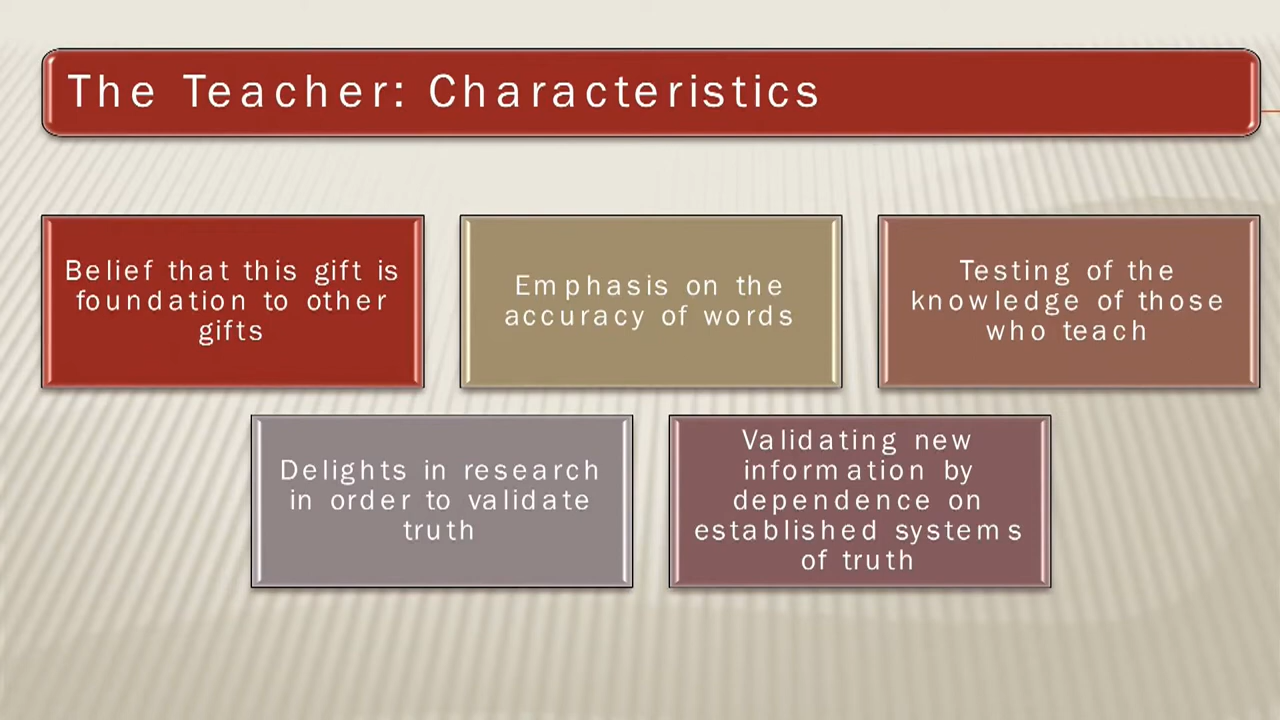 The Teacher: Characteristics
Belief that this gift is
foundation to other
gifts
Emphasis on the
accuracy of words
Testing of the
knowledge of those
who teach
Delights in research
in order to validate
truth
Validating new
information by
dependence on
established systems
of truth